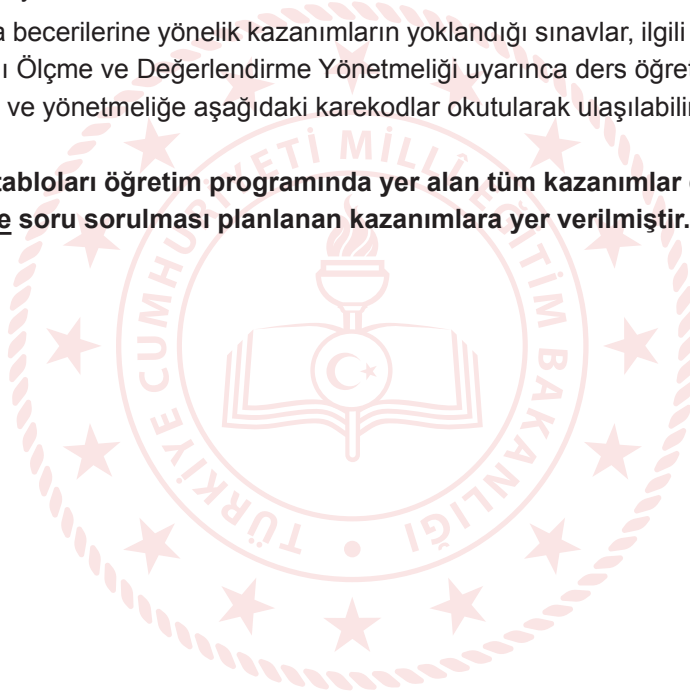 a becerilerine yönelik kazanımların yoklandığı sınavlar, ilgili
ı Ölçme ve Değerlendirme Yönetmeliği uyarınca ders öğret
ve yönetmeliğe aşağıdaki karekodlar okutularak ulaşılabilir
tabloları öğretim programında yer alan tüm kazanımlar
e soru sorulması planlanan kazanımlara yer verilmiştir.
TÜRKİYE CUMHURİYETİ MİLLÎ EĞİTİM BAKANLIĞI